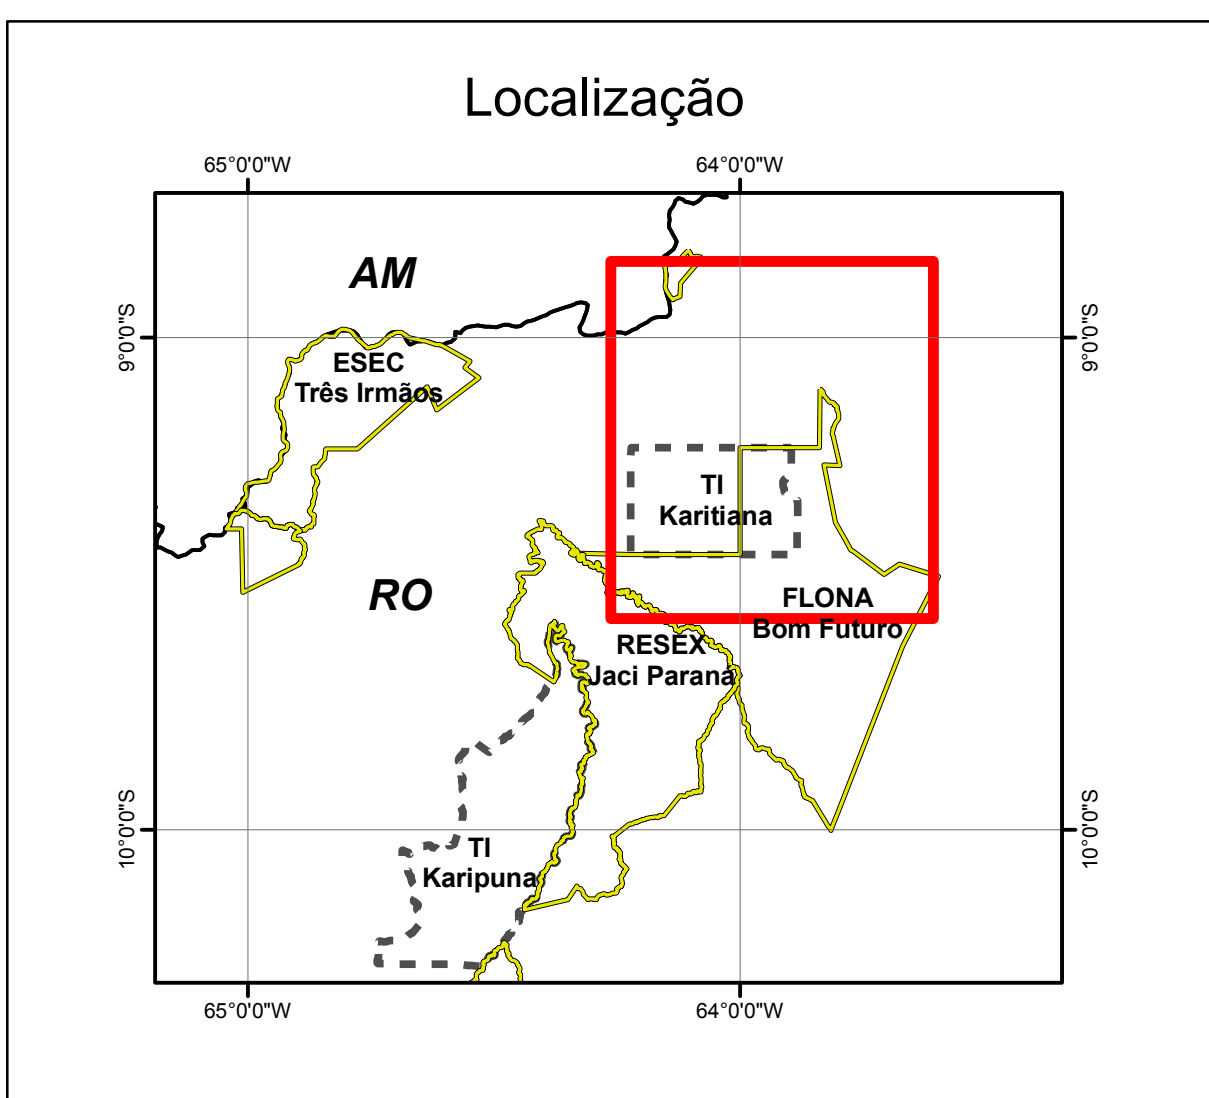 Localização
65°0'0"W
64°0'0"W
AM
9°0'0"S
9°0'0"S
ESEC
Três Irmãos
TI
Karitiana
RO
FLONA
Bom Futuro
RESEX
Jaci Paraná
10°0'0"S
10°0'0"S
TI
Karipuna
65°0'0"W
64°0'0"W